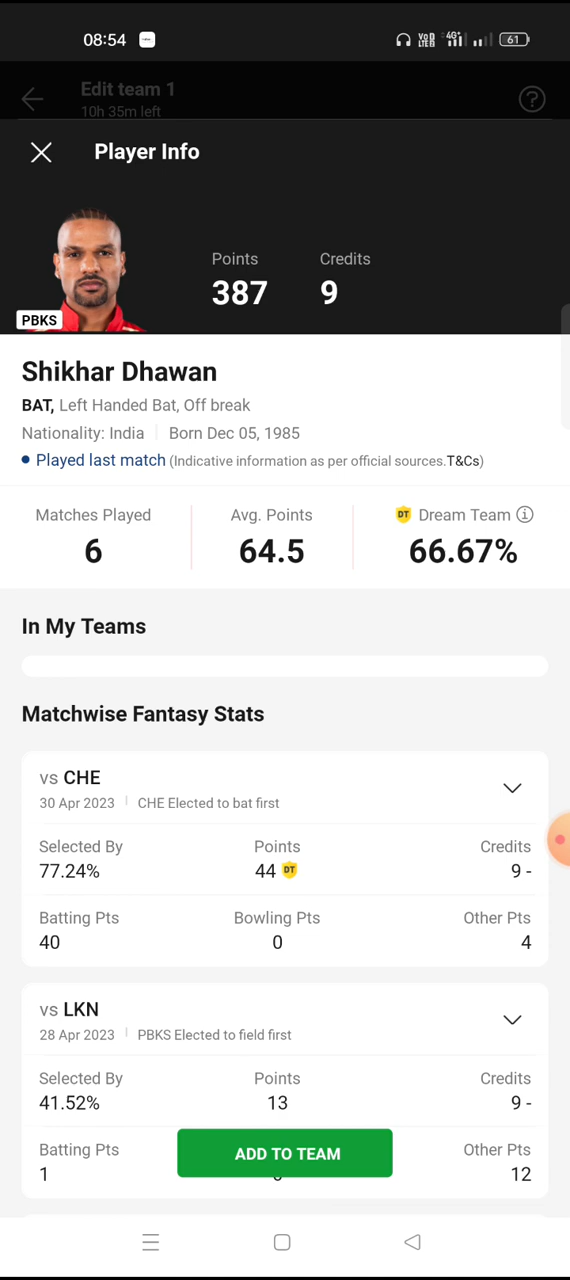 08:54
VoD LTE2 4G 61
Edit team 1
10h 35m left
Player Info
Points Credits
387 9
PBKS
Shikhar Dhawan
BAT, Left Handed Bat, Off break
Nationality: India Born Dec 05, 1985
Played last match (Indicative information as per official sources.T&Cs)
Matches Played Avg. Points DT Dream Team
6 64.5 66.67%
In My Teams
Matchwise Fantasy Stats
vs CHE
30 Apr 2023 CHE Elected to bat first
Selected By Points Credits
77.24% 44 DT 9 -
Batting Pts Bowling Pts Other Pts
40 0 4
vs LKN
28 Apr 2023 PBKS Elected to field first
Selected By Points Credits
41.52% 13 9 -
Batting Pts Other Pts
ADD TO TEAM
1 12